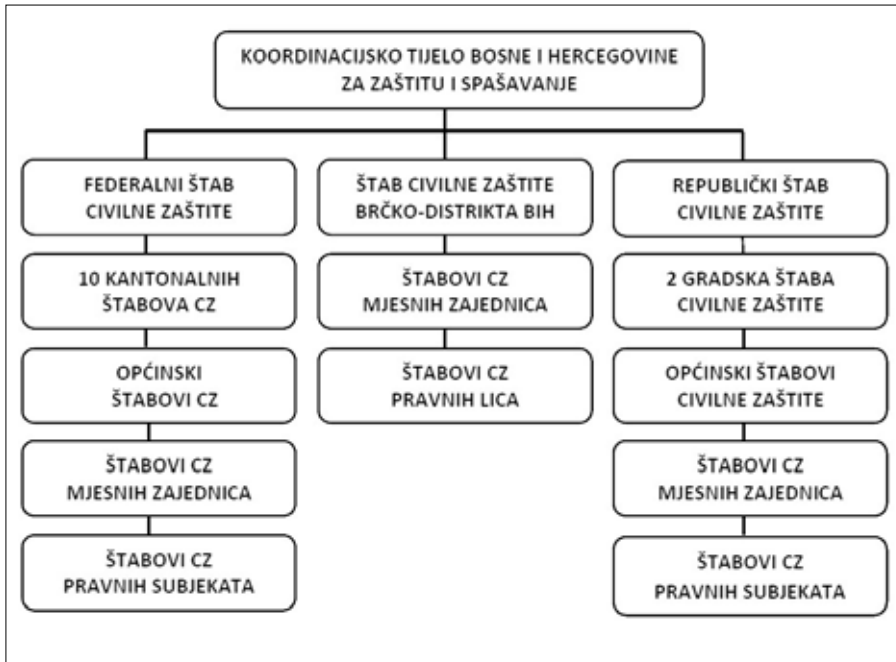 KOORDINACIJSKO TIJELO BOSNE I HERCEGOVINE
ZA ZAŠTITU I SPAŠAVANJE
FEDERALNI ŠTAB
CIVILNE ZAŠTITE
10 KANTONALNIH
ŠTABOVA CZ
OPĆINSKI
ŠTABOVI CZ
ŠTABOVI CZ
MJESNIH ZAJEDNICA
ŠTABOVI CZ
PRAVNIH SUBJEKATA
ŠTAB CIVILNE ZAŠTITE
BRČKO-DISTRIKTA BIH
ŠTABOVI CZ
MJESNIH ZAJEDNICA
ŠTABOVI CZ
PRAVNIH LICA
REPUBLIČKI ŠTAB
CIVILNE ZAŠTITE
2 GRADSKA ŠTABA
CIVILNE ZAŠTITE
OPĆINSKI ŠTABOVI
CIVILNE ZAŠTITE
ŠTABOVI CZ
MJESNIH ZAJEDNICA
ŠTABOVI CZ
PRAVNIH SUBJEKATA